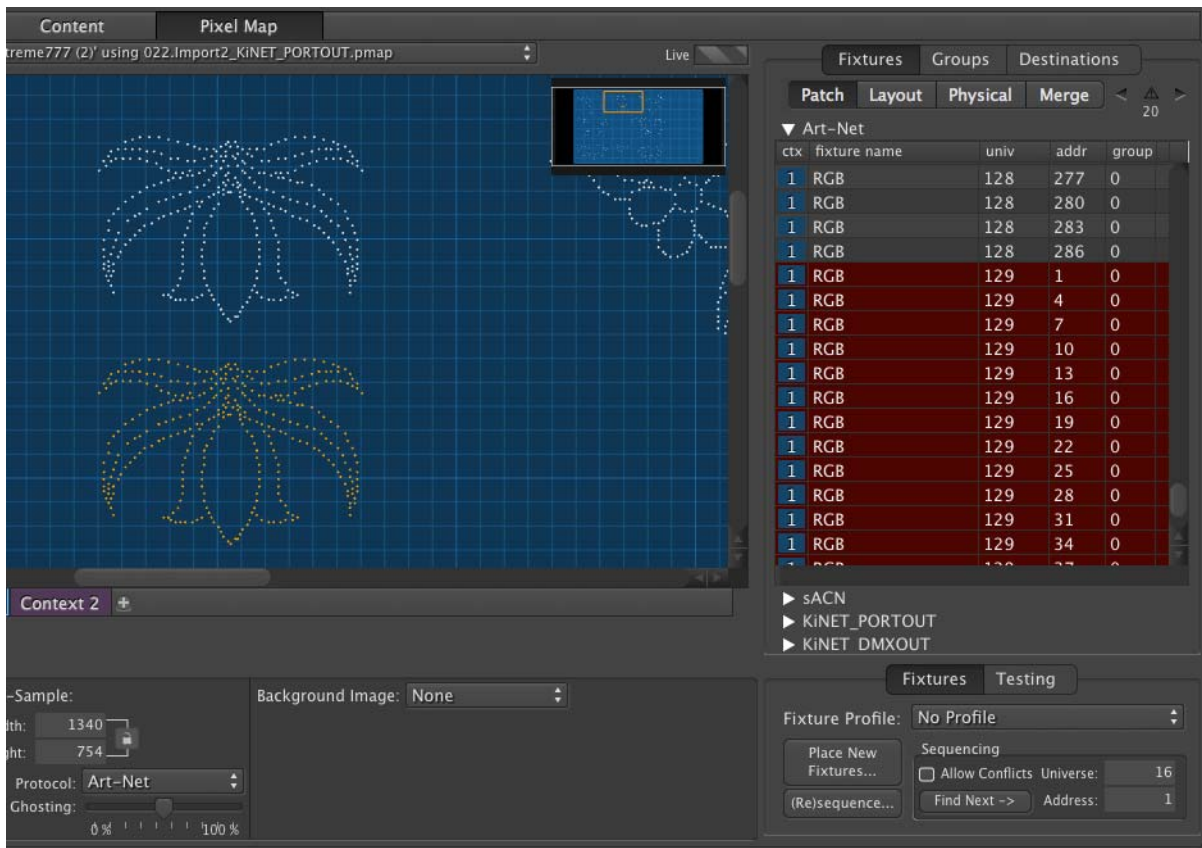 Content Pixel Map
treme777 (2)' using 022.Import2_KiNET_PORTOUT.pmap
Live
Fixtures Groups Destinations
Patch Layout Physical Merge
20
Art-Net
ctx fixture name univ addr group
1 RGB 128 277 0
1 RGB 128 280 0
1 RGB 128 283 0
1 RGB 128 286 0
1 RGB 129 1 0
1 RGB 129 4 0
1 RGB 129 7 0
1 RGB 129 10 0
1 RGB 129 13 0
1 RGB 129 16 0
1 RGB 129 19 0
1 RGB 129 22 0
1 RGB 129 25 0
1 RGB 129 28 0
1 RGB 129 31 0
1 RGB 129 34 0
sACN
KiNET_PORTOUT
KiNET_DMXOUT
Context 2
-Sample:
dth: 1340
ght: 754
Protocol: Art-Net
Ghosting:
0% 100 %
Background Image: None
Fixtures Testing
Fixture Profile: No Profile
Place New
Fixtures...
(Re)sequence...
Sequencing
Allow Conflicts Universe: 16
Find Next -> Address: 1